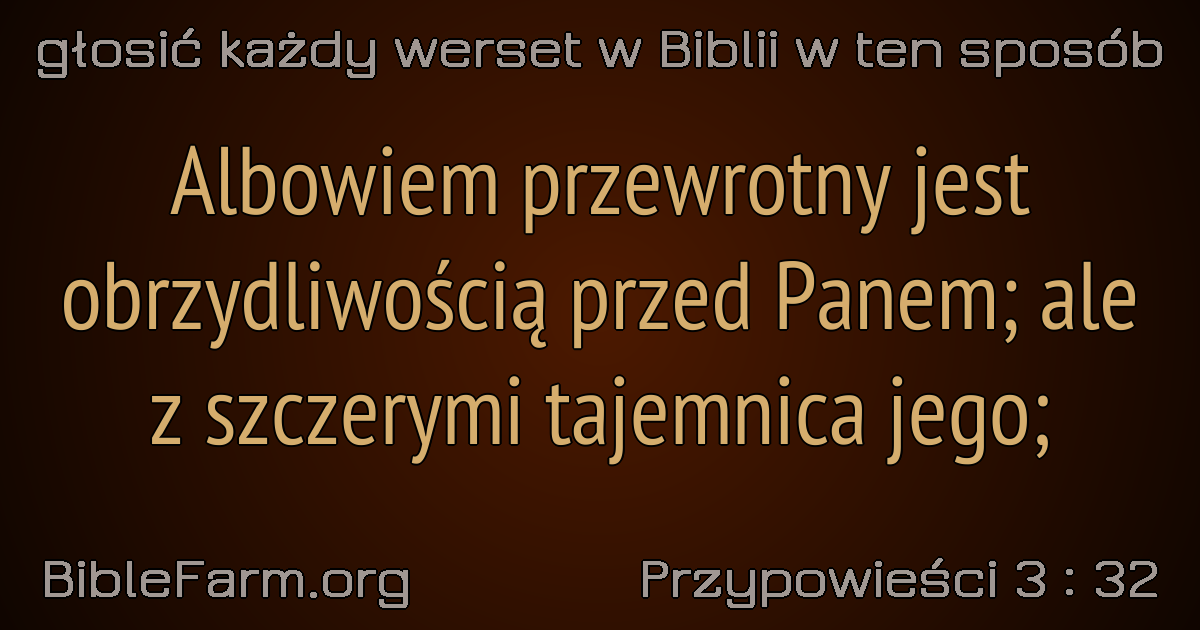 głosić każdy werset w Biblii w ten sposób
Albowiem przewrotny jest
obrzydliwością przed Panem; ale
z szczerymi tajemnica jego;
BibleFarm.org
Przypowieści 3 : 32